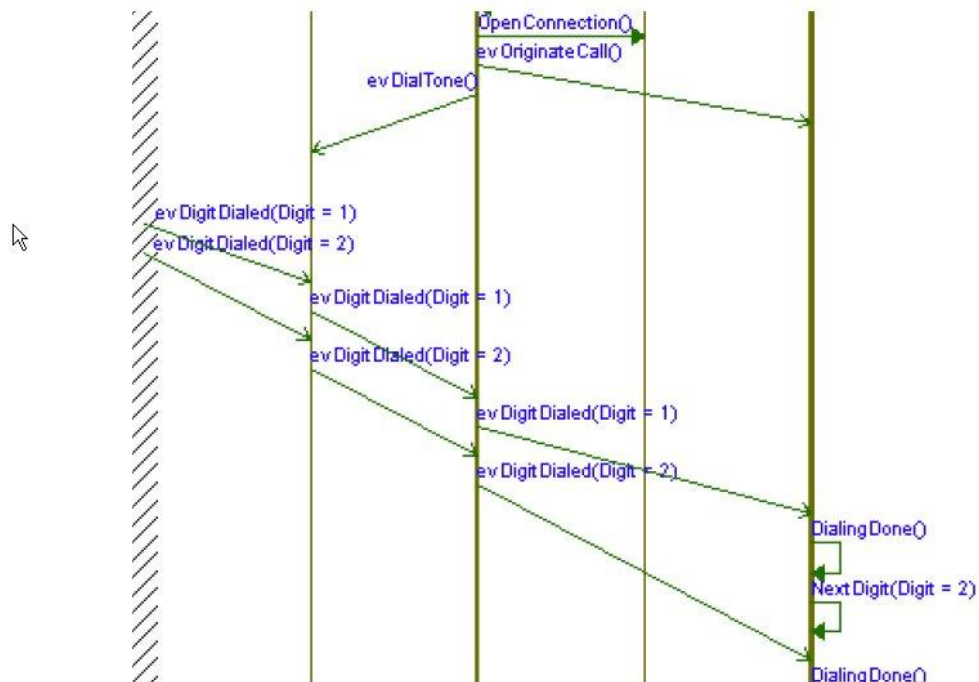 OpenConnection()
evOriginateCall()
evDialTone()
evDigitDialed(Digit = 1)
evDigitDialed(Digit = 2)
evDigitDialed(Digit = 1)
evDigitDialed(Digit = 2)
evDigitDialed(Digit = 1)
evDigitDialed(Digit = 2)
DialingDone()
NextDigit(Digit = 2)
DialingDone()